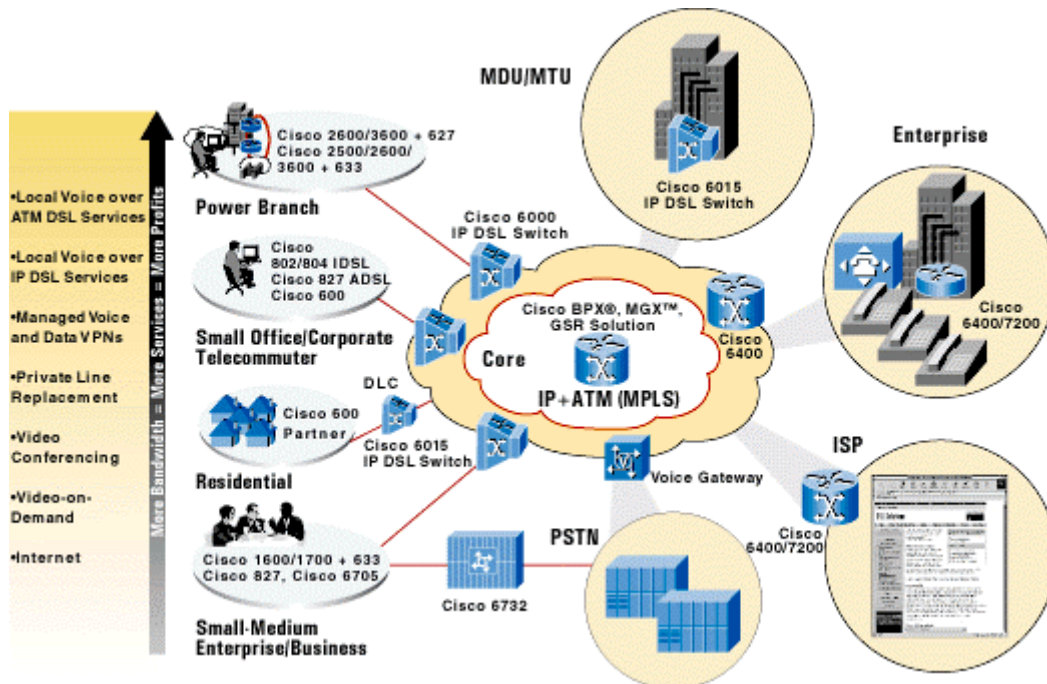 •Local Voice over
ATM DSL Services
•Local Voice over
IP DSL Services
•Managed Voice
and Data VPNs
•Private Line
Replacement
•Video
Conferencing
•Video-on-
Demand
•Internet
More Bandwidth = More Services = More Profits
Cisco 2600/3600 + 627
Cisco 2500/2600/
3600 + 633
Power Branch
Cisco
802/804 IDSL
Cisco 827 ADSL
Cisco 600
Small Office/Corporate
Telecommuter
Cisco 600
Partner
Residential
Cisco 1600/1700 + 633
Cisco 827, Cisco 6705
Small-Medium
Enterprise/Business
Cisco 6000
IP DSL Switch
DLC
Cisco 6015
IP DSL Switch
Cisco 6732
MDU/MTU
Cisco 6015
IP DSL Switch
Cisco BPX®, MGX™,
GSR Solution
Core
IP+ATM (MPLS)
Cisco
6400
Voice Gateway
PSTN
Enterprise
Cisco
6400/7200
ISP
Cisco
6400/7200